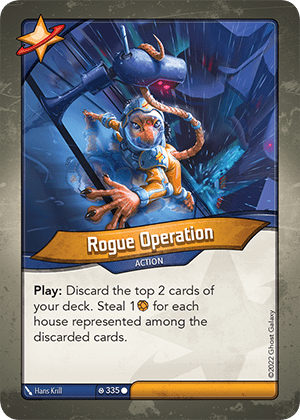 Rogue Operation
ACTION
Play: Discard the top 2 cards of
your deck. Steal 1 for each
house represented among the
discarded cards.
©2022 Ghost Galaxy
Hans Krill
335